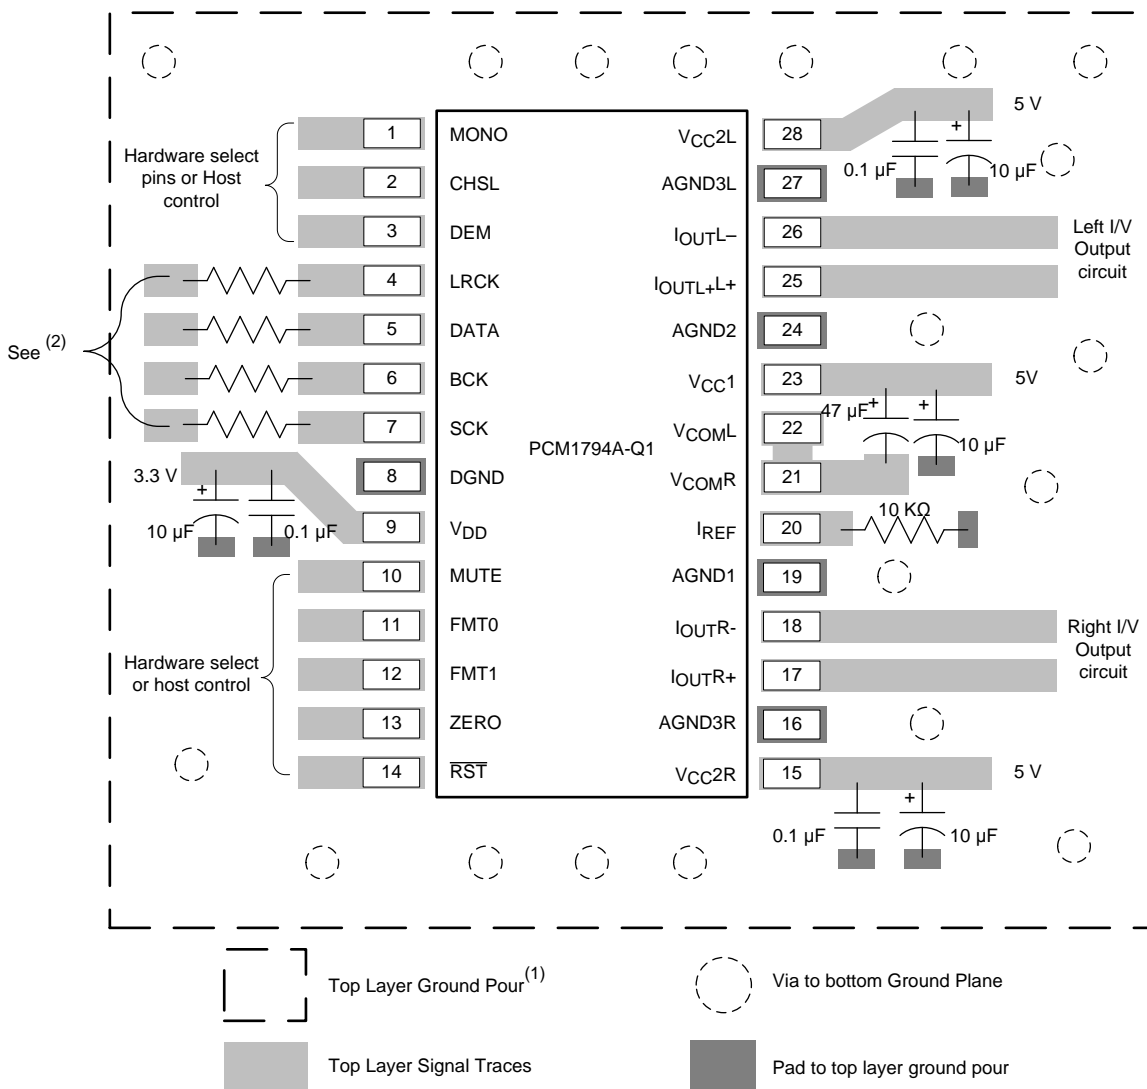 5 V
1 MONO VCC2L 28
Hardware select
pins or Host
control
0.1 µF
+
10 µF
2 CHSL AGND3L 27
3 DEM IOUTL– 26
Left I/V
Output
circuit
4 LRCK IOUTL+L+ 25
5 DATA AGND2 24
See (2)
6 BCK VCC1 23
5V
7 SCK VCOML 22
47 µF
+
+
10 µF
PCM1794A-Q1
3.3 V
8 DGND VCOMR 21
+
10 µF
0.1 µF
9 VDD IREF 20
10 KΩ
10 MUTE AGND1 19
11 FMT0 IOUTR- 18
Right I/V
Output
circuit
Hardware select
or host control
12 FMT1 IOUTR+ 17
13 ZERO AGND3R 16
14 RST VCC2R 15
5 V
0.1 µF
+
10 µF
Top Layer Ground Pour(1)
Via to bottom Ground Plane
Top Layer Signal Traces
Pad to top layer ground pour